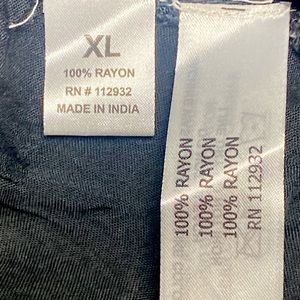 XL
100% RAYON
RN # 112932
MADE IN INDIA
100% RAYON
100% RAYON
100% RAYON
RN 112932